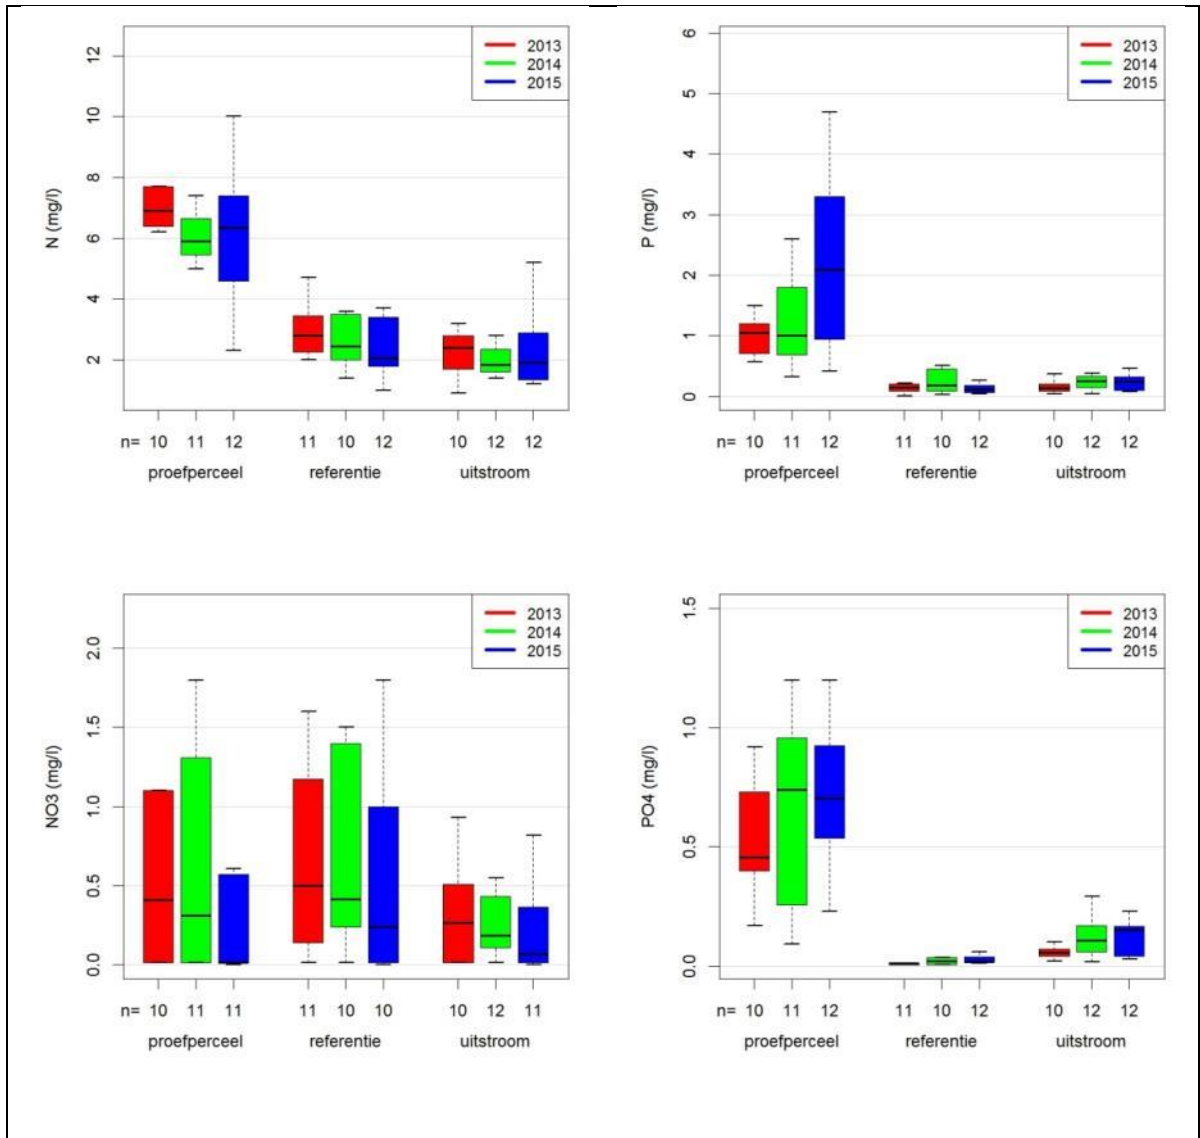 12
10
8
6
4
2
N (mg/l)
2013
2014
2015
n= 10 11 12 11 10 12 10 12 12
proefperceel referentie uitstroom
6
5
4
3
2
1
0
P (mg/l)
2013
2014
2015
n= 10 11 12 11 10 12 10 12 12
proefperceel referentie uitstroom
2.0
1.5
1.0
0.5
0.0
NO3 (mg/l)
2013
2014
2015
n= 10 11 11 11 10 10 10 12 11
proefperceel referentie uitstroom
1.5
1.0
0.5
0.0
PO4 (mg/l)
2013
2014
2015
n= 10 11 12 11 10 12 10 12 12
proefperceel referentie uitstroom